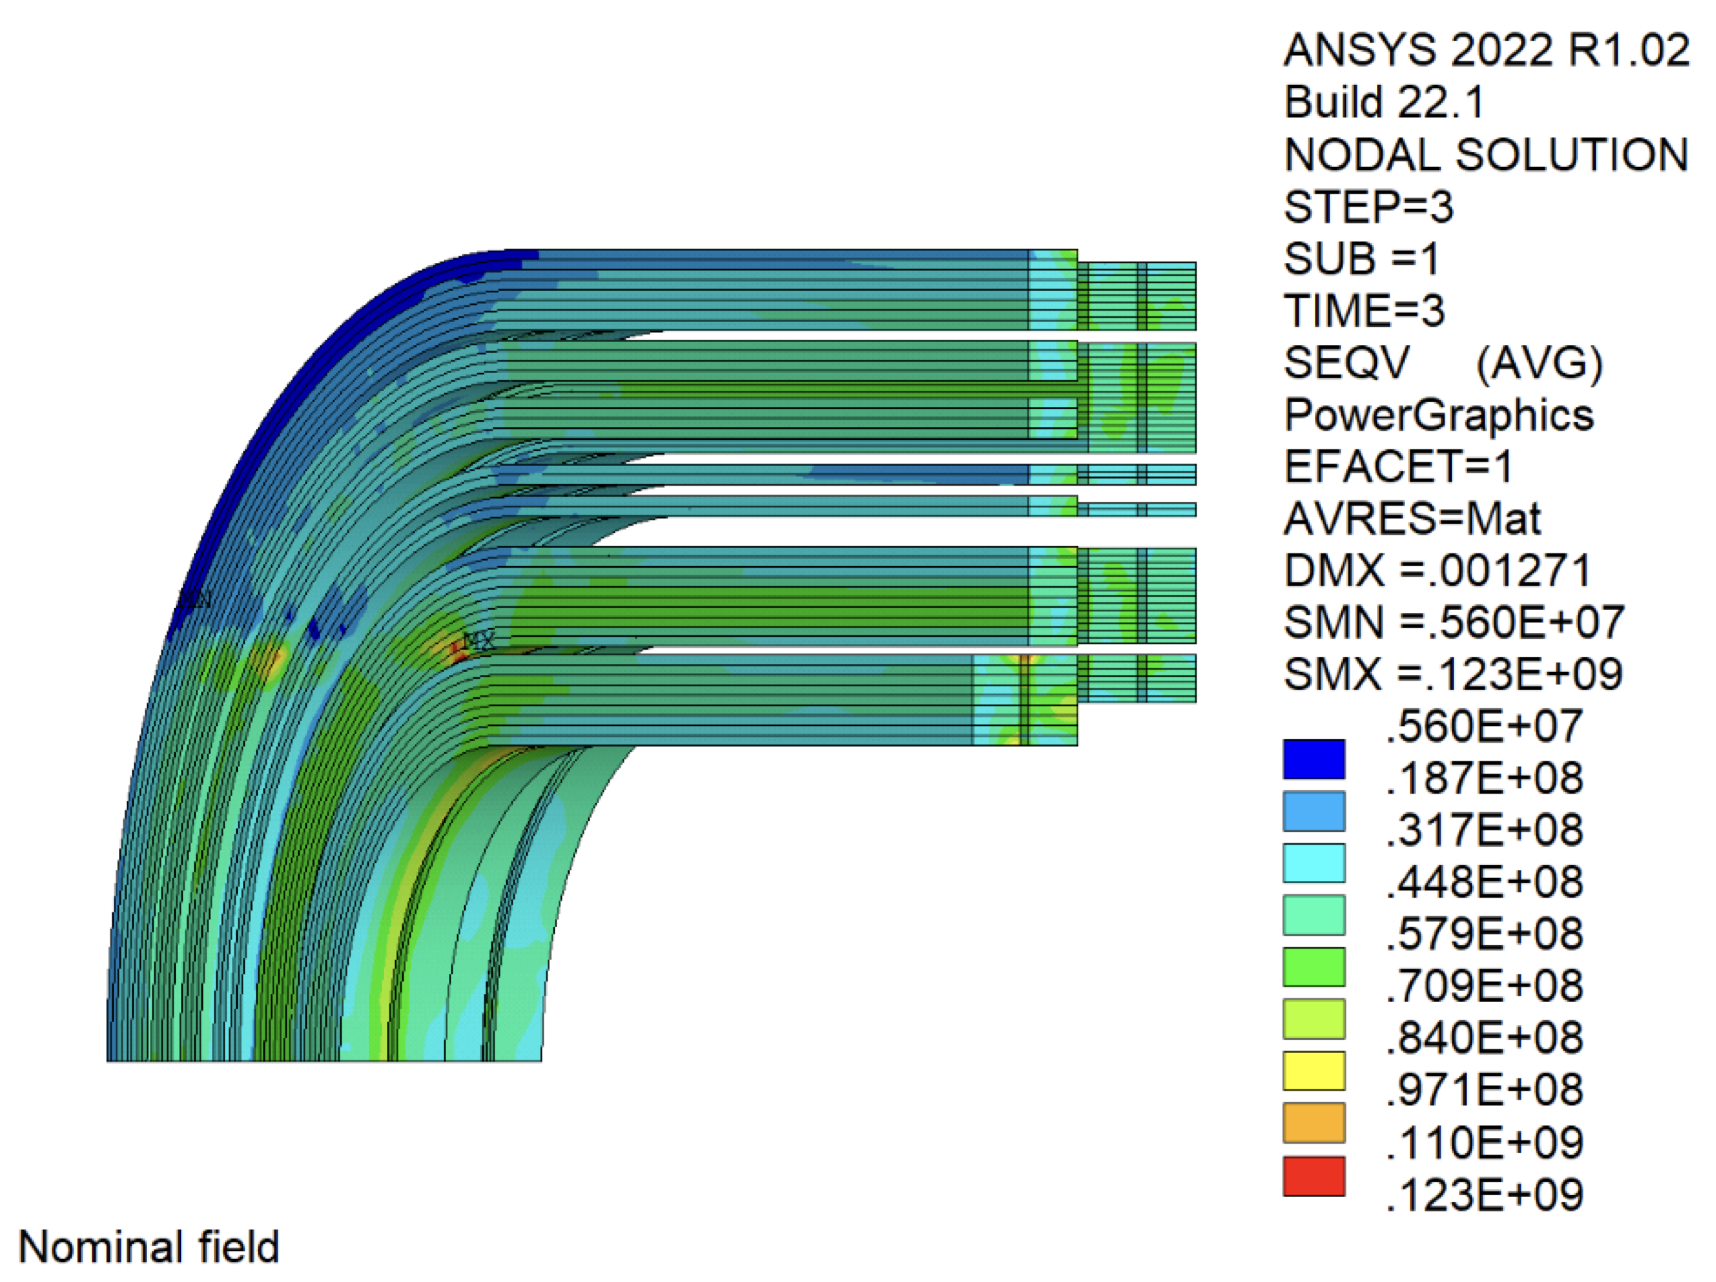 ANSYS 2022 R1.02
Build 22.1
NODAL SOLUTION
STEP=3
SUB =1
TIME=3
SEQV (AVG)
PowerGraphics
EFACET=1
AVRES=Mat
DMX =.001271
SMN =.560E+07
SMX =.123E+09
.560E+07
.187E+08
.317E+08
.448E+08
.579E+08
.709E+08
.840E+08
.971E+08
.110E+09
.123E+09
MN
MX
Nominal field